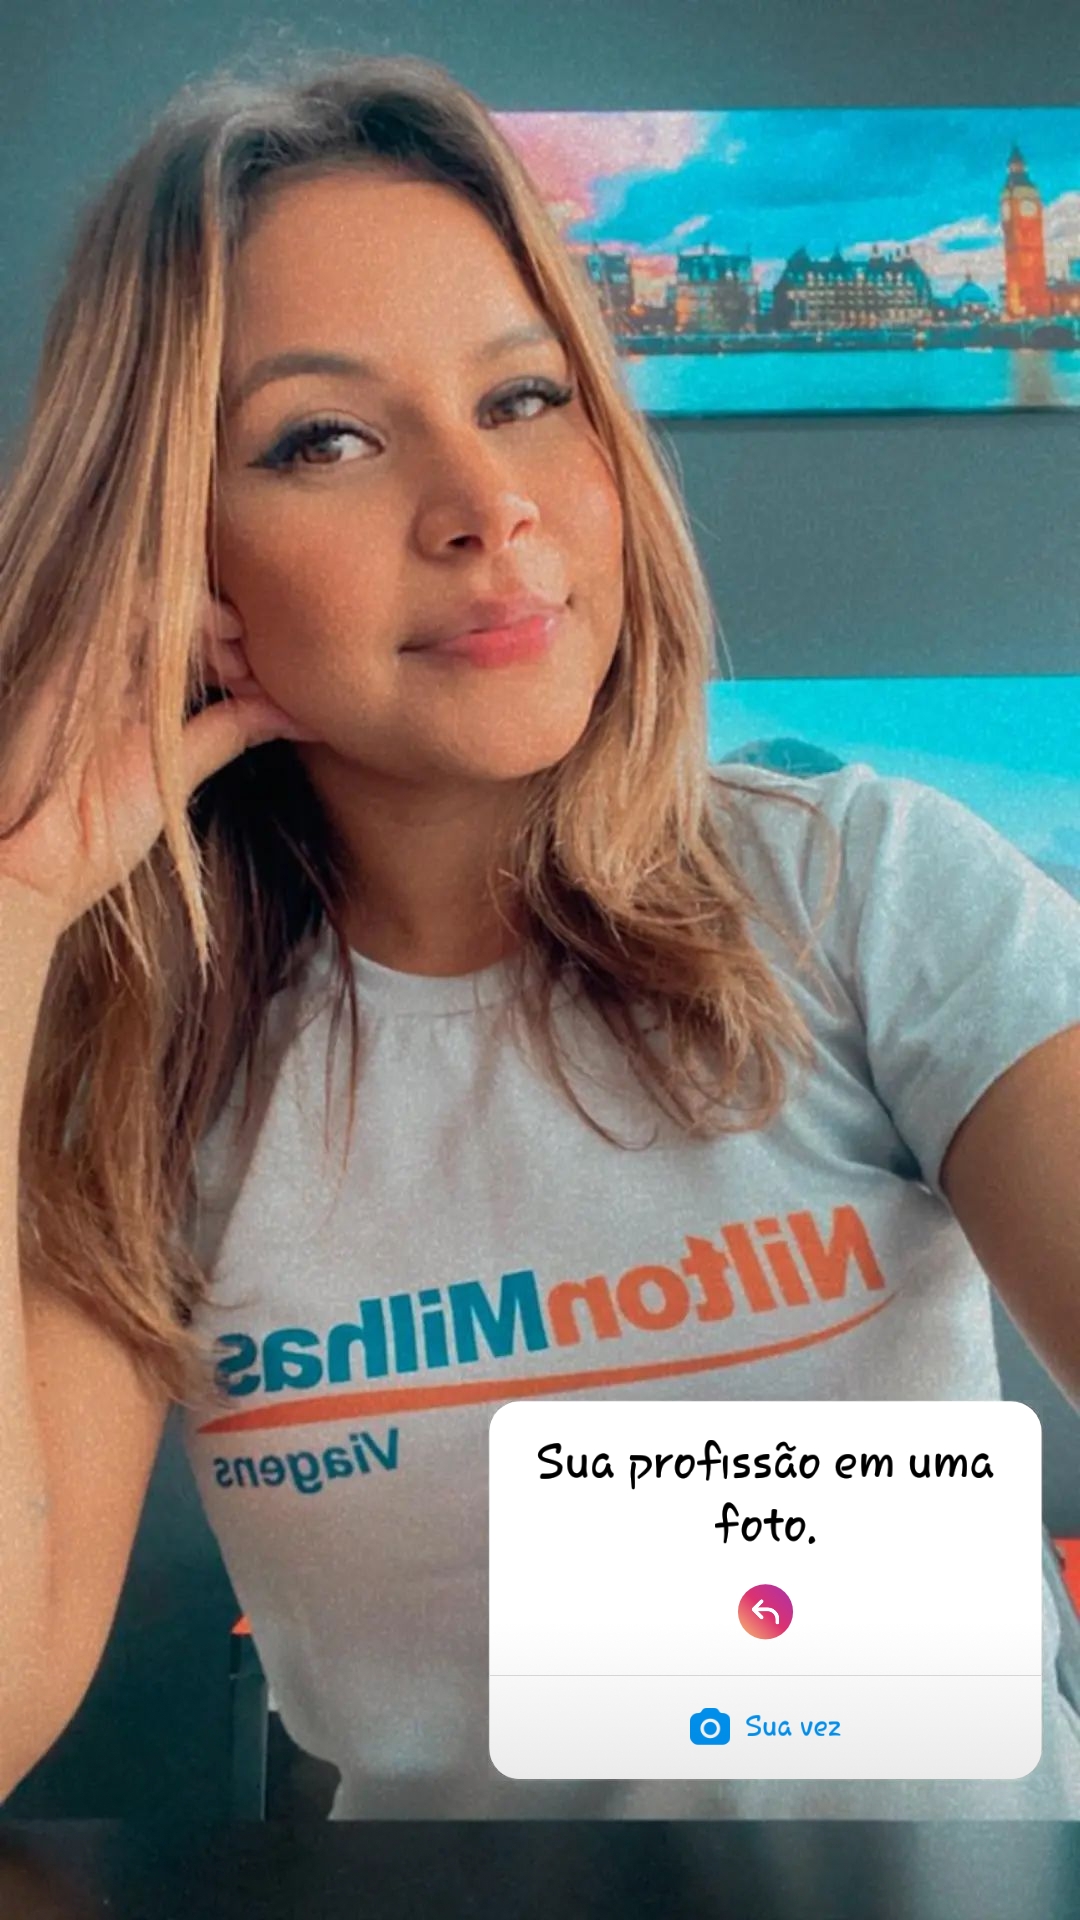 NiltonMilhas
Viagens
Sua profissão em uma
foto.
Sua vez